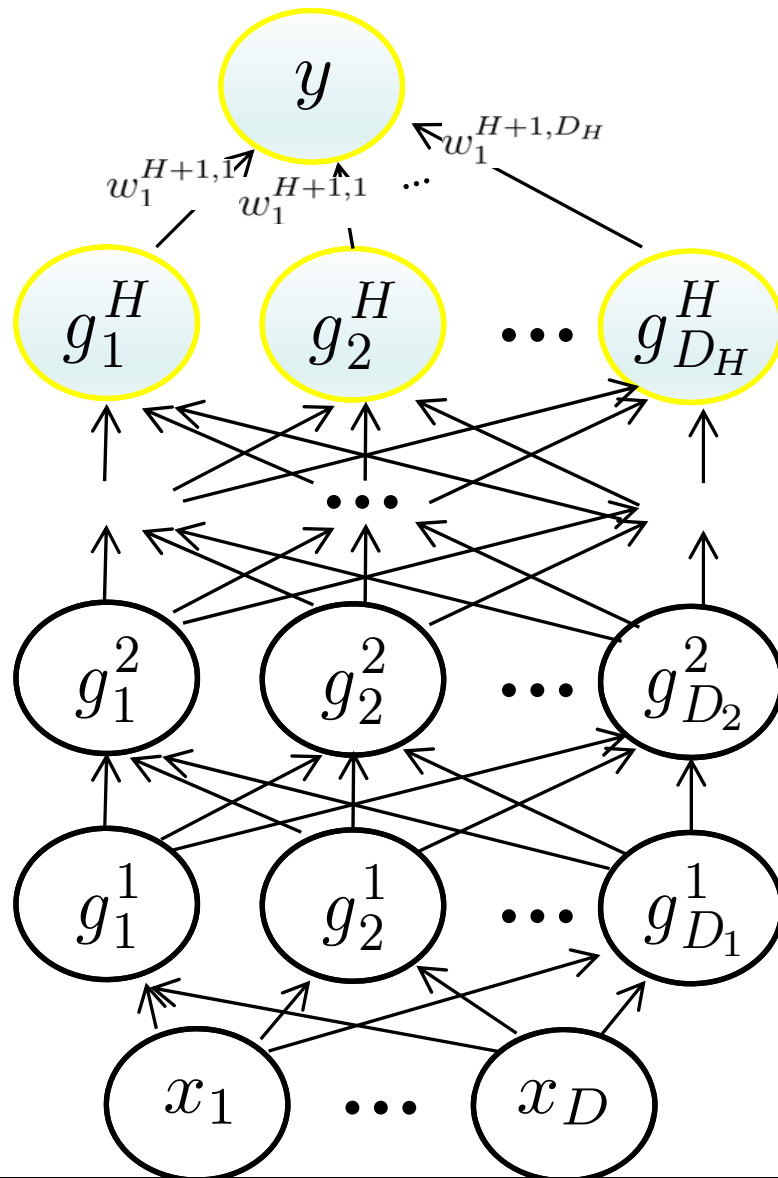 y
w_1^{H+1,1} w_1^{H+1,1} ... w_1^{H+1,D_H}
g_1^H g_2^H ... g_{D_H}^H
...
g_1^2 g_2^2 ... g_{D_2}^2
g_1^1 g_2^1 ... g_{D_1}^1
x_1 ... x_D